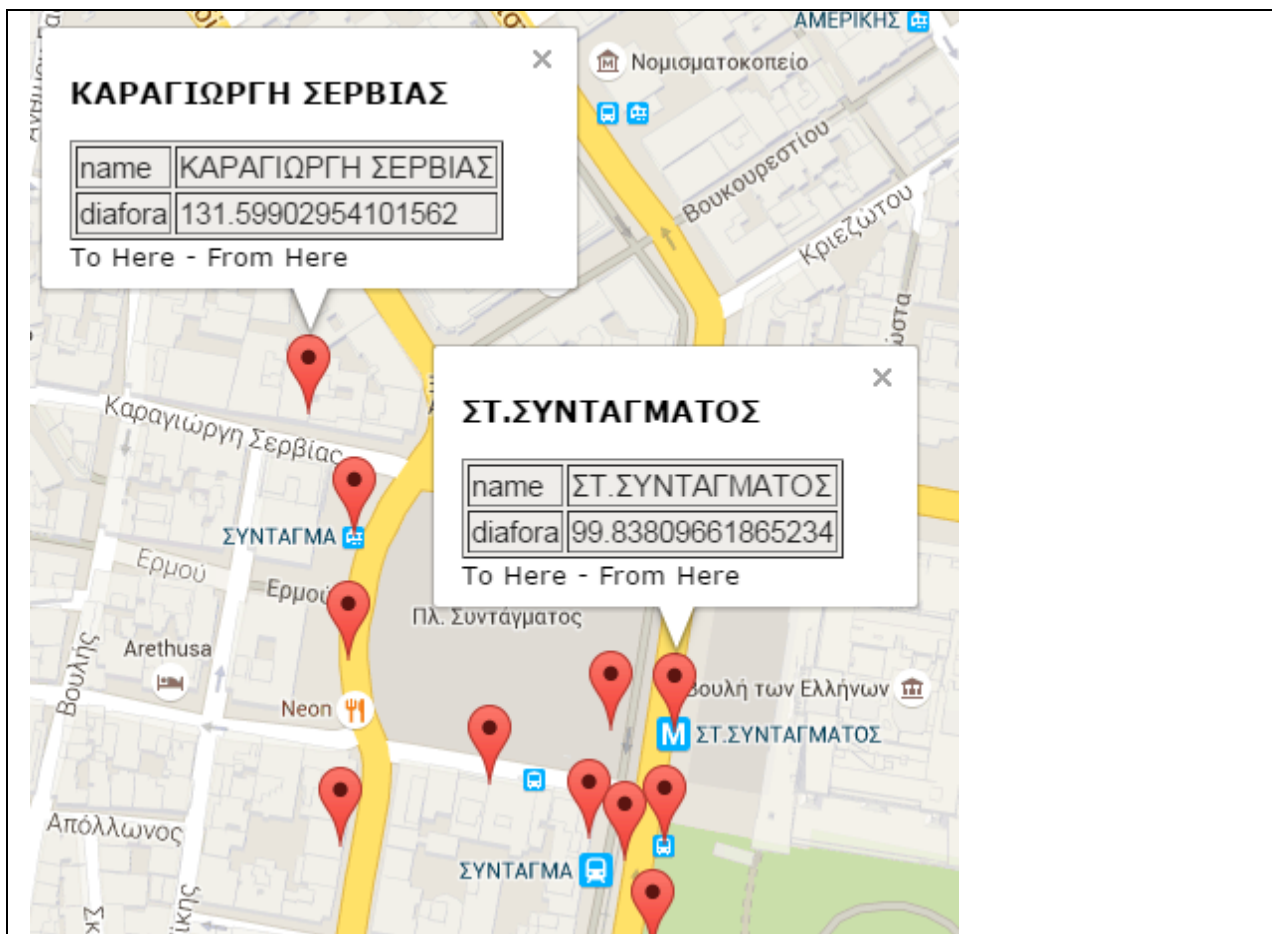 ΑΜΕΡΙΚΗΣ
Νομισματοκοπείο
×
ΚΑΡΑΓΙΩΡΓΗ ΣΕΡΒΙΑΣ
name ΚΑΡΑΓΙΩΡΓΗ ΣΕΡΒΙΑΣ
diafora 131.59902954101562
To Here - From Here
Βουκουρεστίου
Κριεζώτου
×
ΣΤ.ΣΥΝΤΑΓΜΑΤΟΣ
name ΣΤ.ΣΥΝΤΑΓΜΑΤΟΣ
diafora 99.83809661865234
To Here - From Here
Καραγιώργη Σερβίας
ΣΥΝΤΑΓΜΑ
Ερμού
Ερμού
Πλ. Συντάγματος
Arethusa
Βουλής
Neon
Βουλή των Ελλήνων
M ΣΤ.ΣΥΝΤΑΓΜΑΤΟΣ
Απόλλωνος
ΣΥΝΤΑΓΜΑ